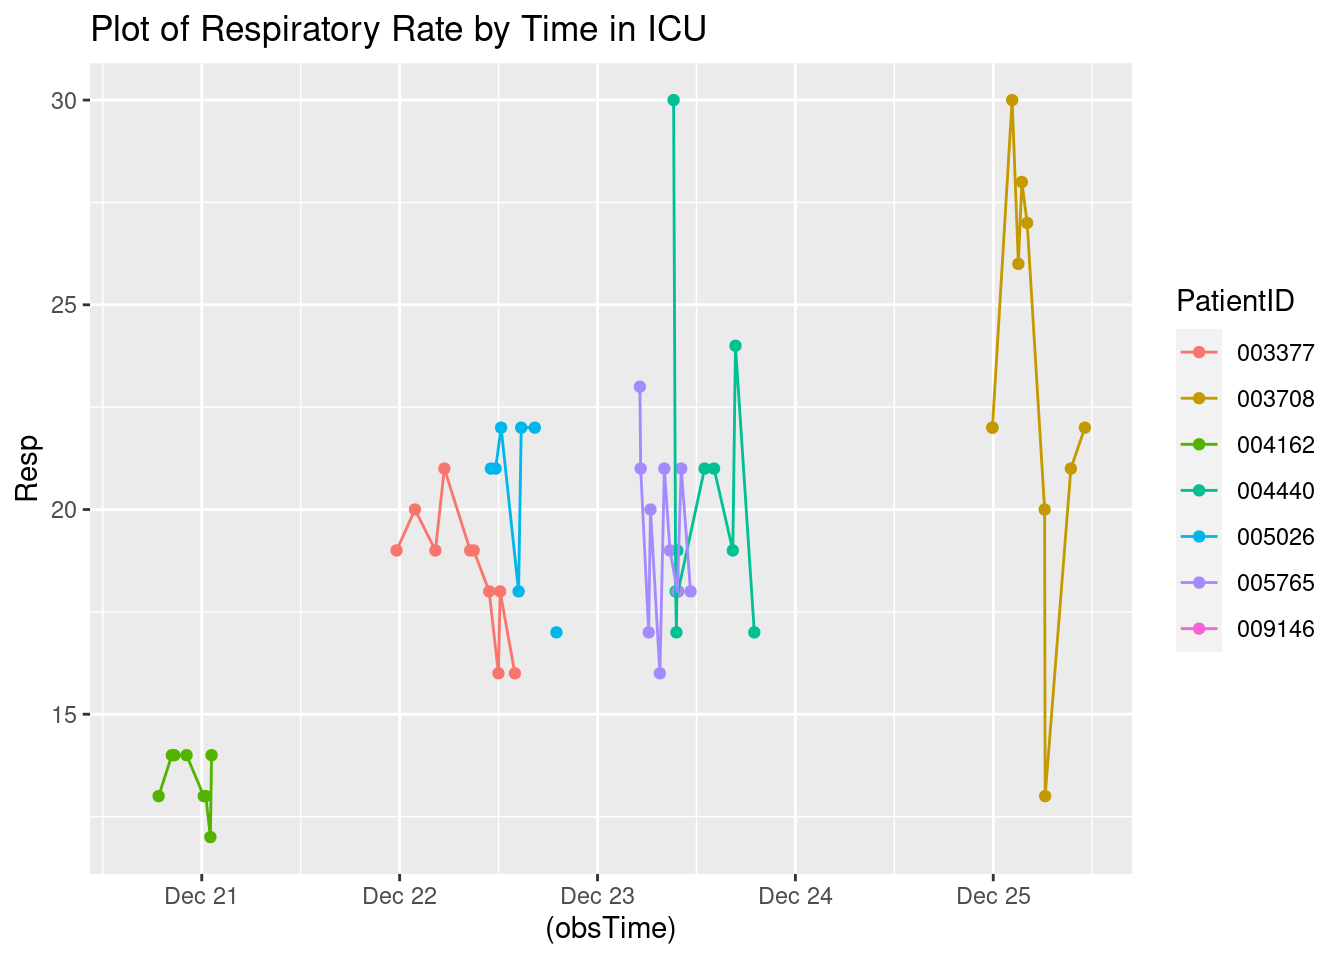 Plot of Respiratory Rate by Time in ICU
30
25
20
15
Resp
Dec 21
Dec 22
Dec 23
Dec 24
Dec 25
(obsTime)
PatientID
003377
003708
004162
004440
005026
005765
009146